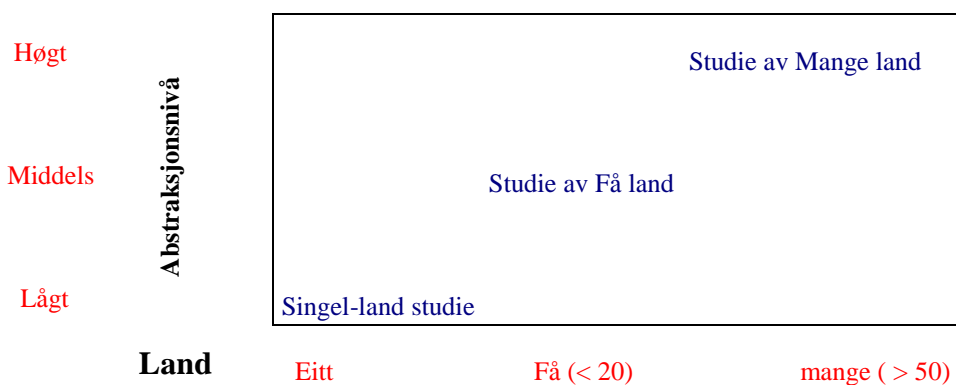 Høgt
Studie av Mange land
Abstraksjonsnivå
Middels
Studie av Få land
Lågt
Singel-land studie
Land
Eitt
Få (< 20)
mange ( > 50)